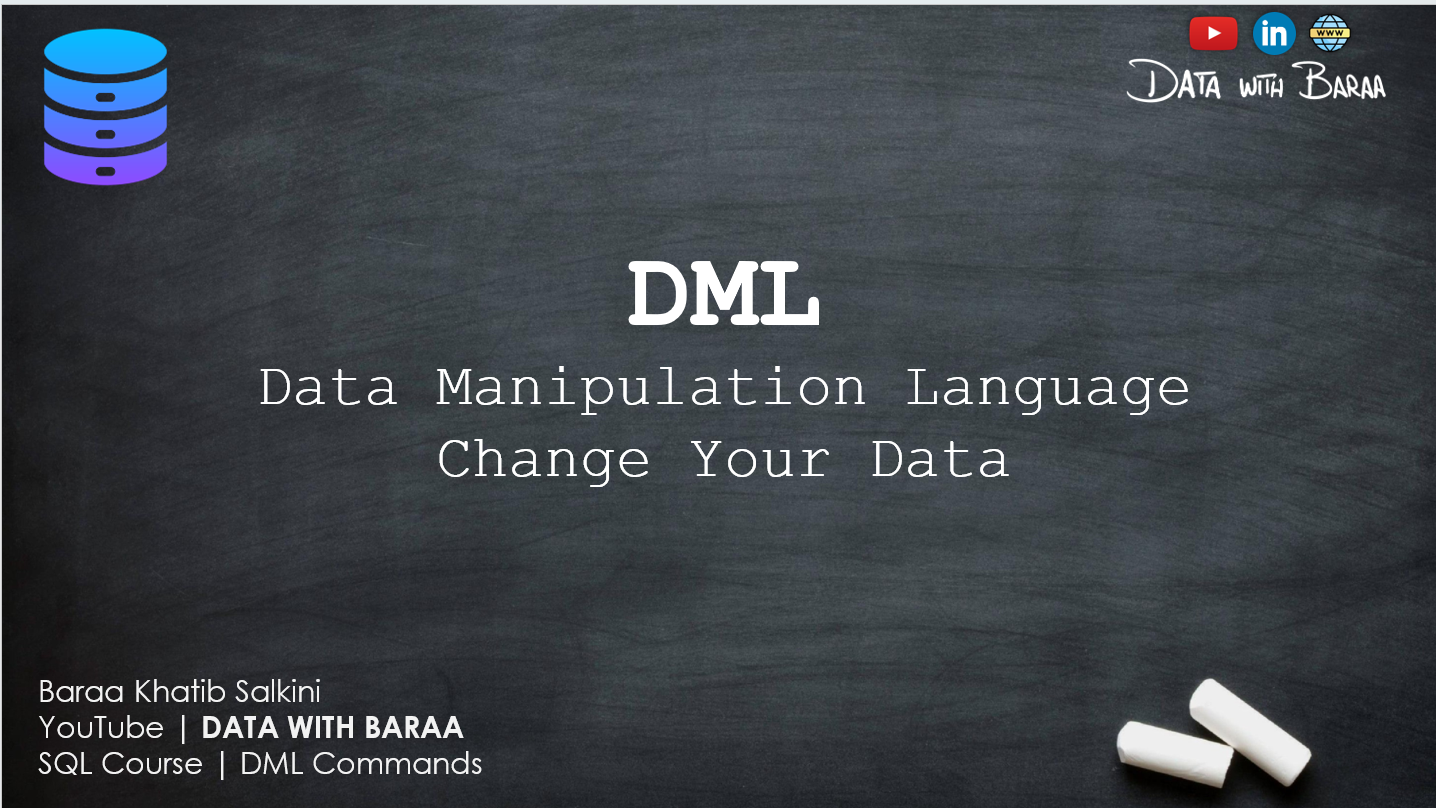 www
DATA WITH BARAA
DML
Data Manipulation Language
Change Your Data
Baraa Khatib Salkini
YouTube | DATA WITH BARAA
SQL Course | DML Commands